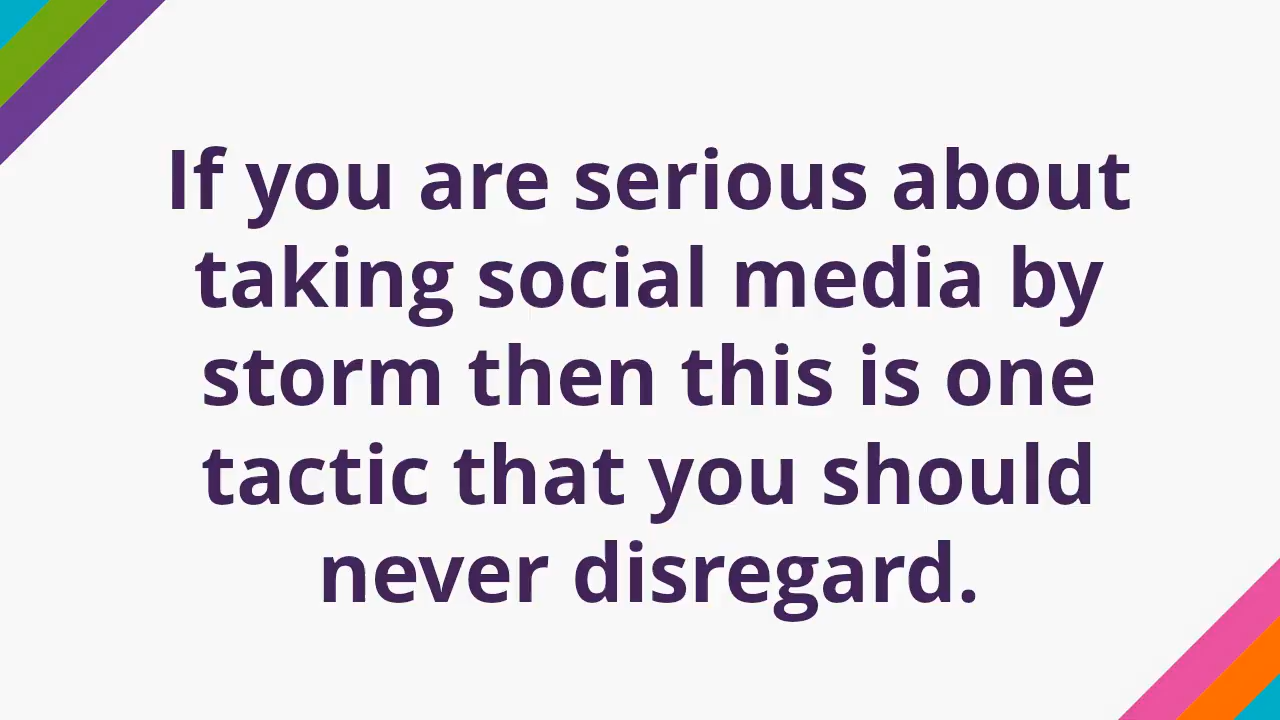 If you are serious about
taking social media by
storm then this is one
tactic that you should
never disregard.